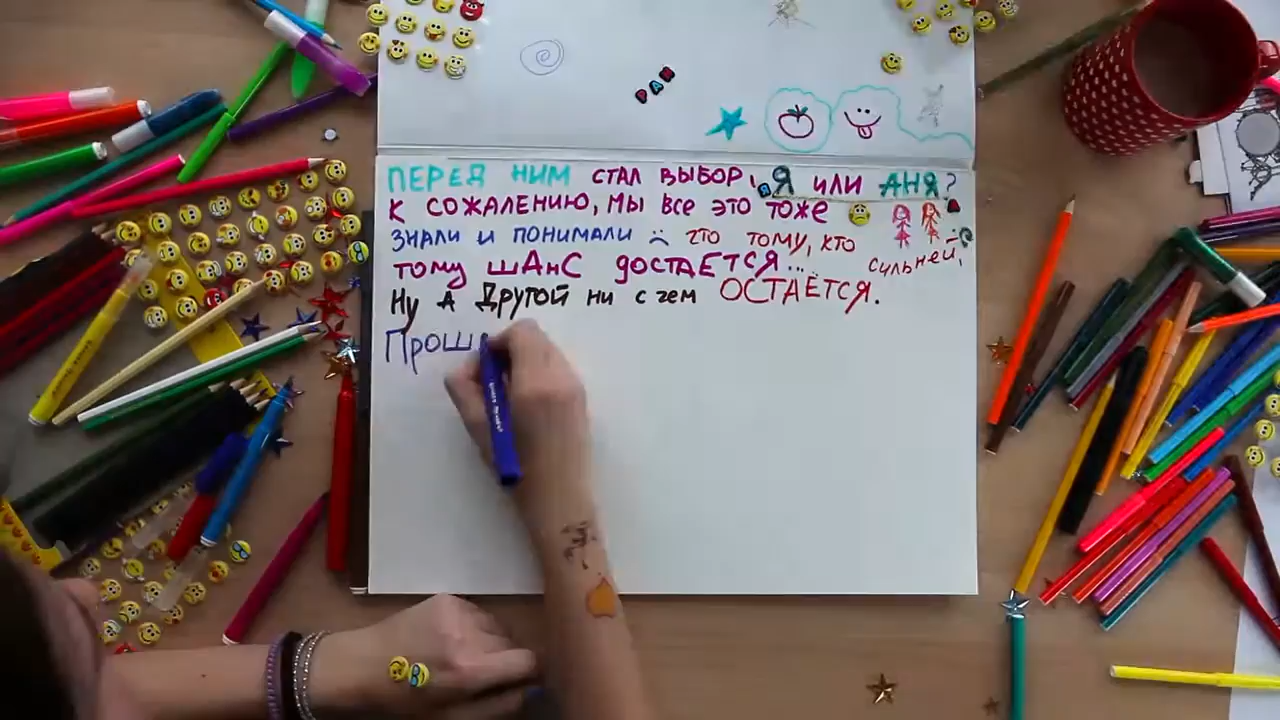 ПЕРЕД НИМ СТАЛ ВЫБОР, Я ИЛИ АНЯ?
К СОЖАЛЕНИЮ, МЫ ВСЕ ЭТО ТОЖЕ
ЗНАЛИ И ПОНИМАЛИ что тому, кто сильней,
тому ШАНС ДОСТАЕТСЯ...
Ну А Другой ни с чем ОСТАЁТСЯ.
Прош